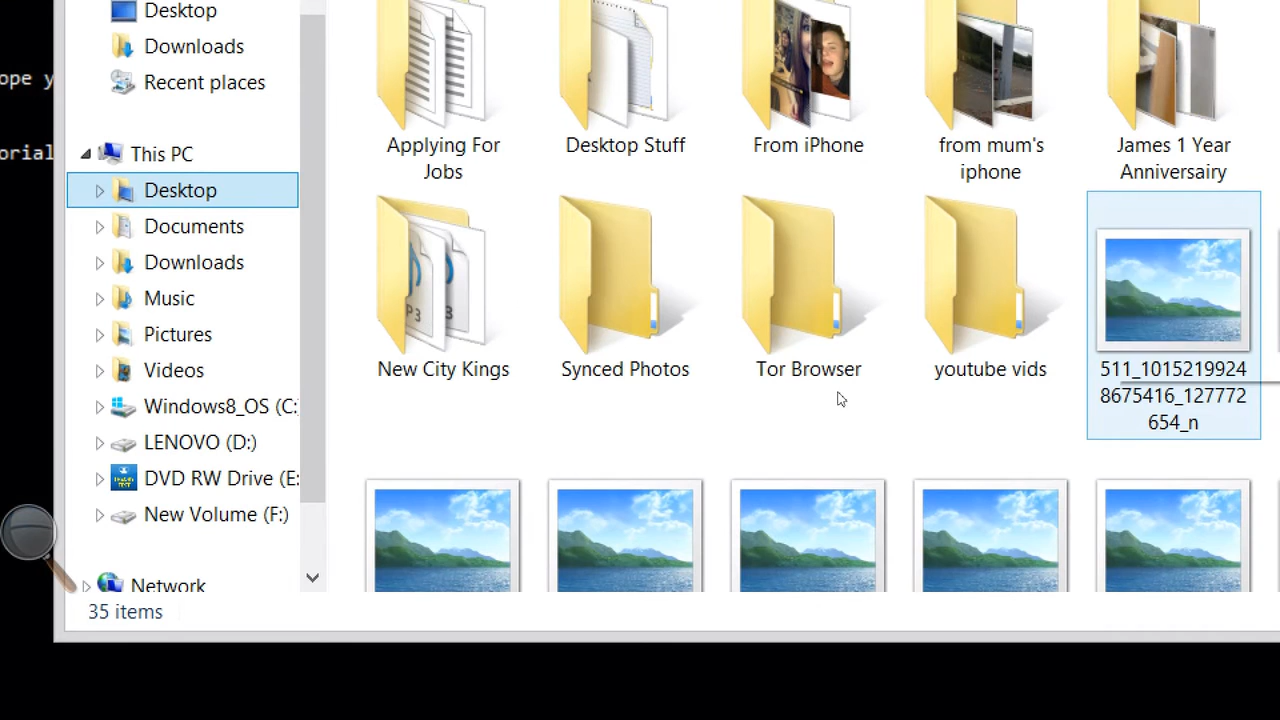 Desktop
Downloads
Recent places
This PC
Desktop
Documents
Downloads
Music
Pictures
Videos
Windows8_OS (C:
LENOVO (D:)
DVD RW Drive (E:
New Volume (F:)
Network
35 items
ope y
orial
Applying For
Jobs
Desktop Stuff
From iPhone
from mum's
iphone
James 1 Year
Anniversairy
New City Kings
Synced Photos
Tor Browser
youtube vids
511_1015219924
8675416_127772
654_n